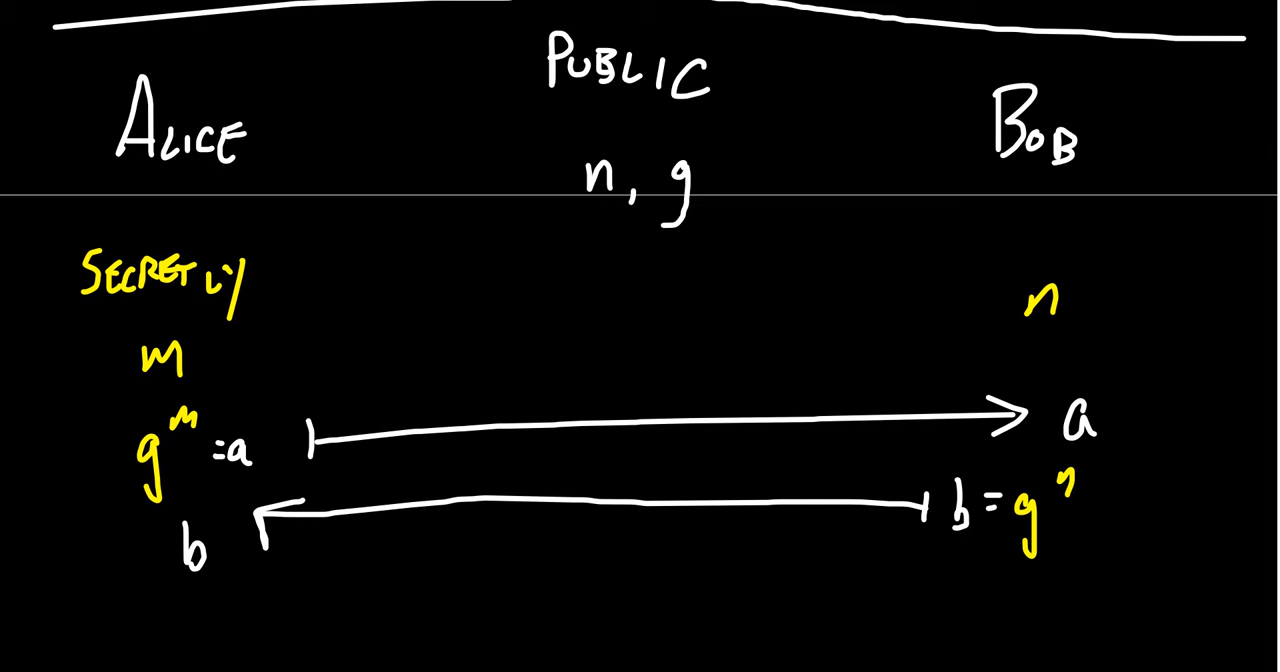 PUBLIC
ALICE
BOB
n, g
SECRETLY
n
m
g^m = a
a
b = g^n
b